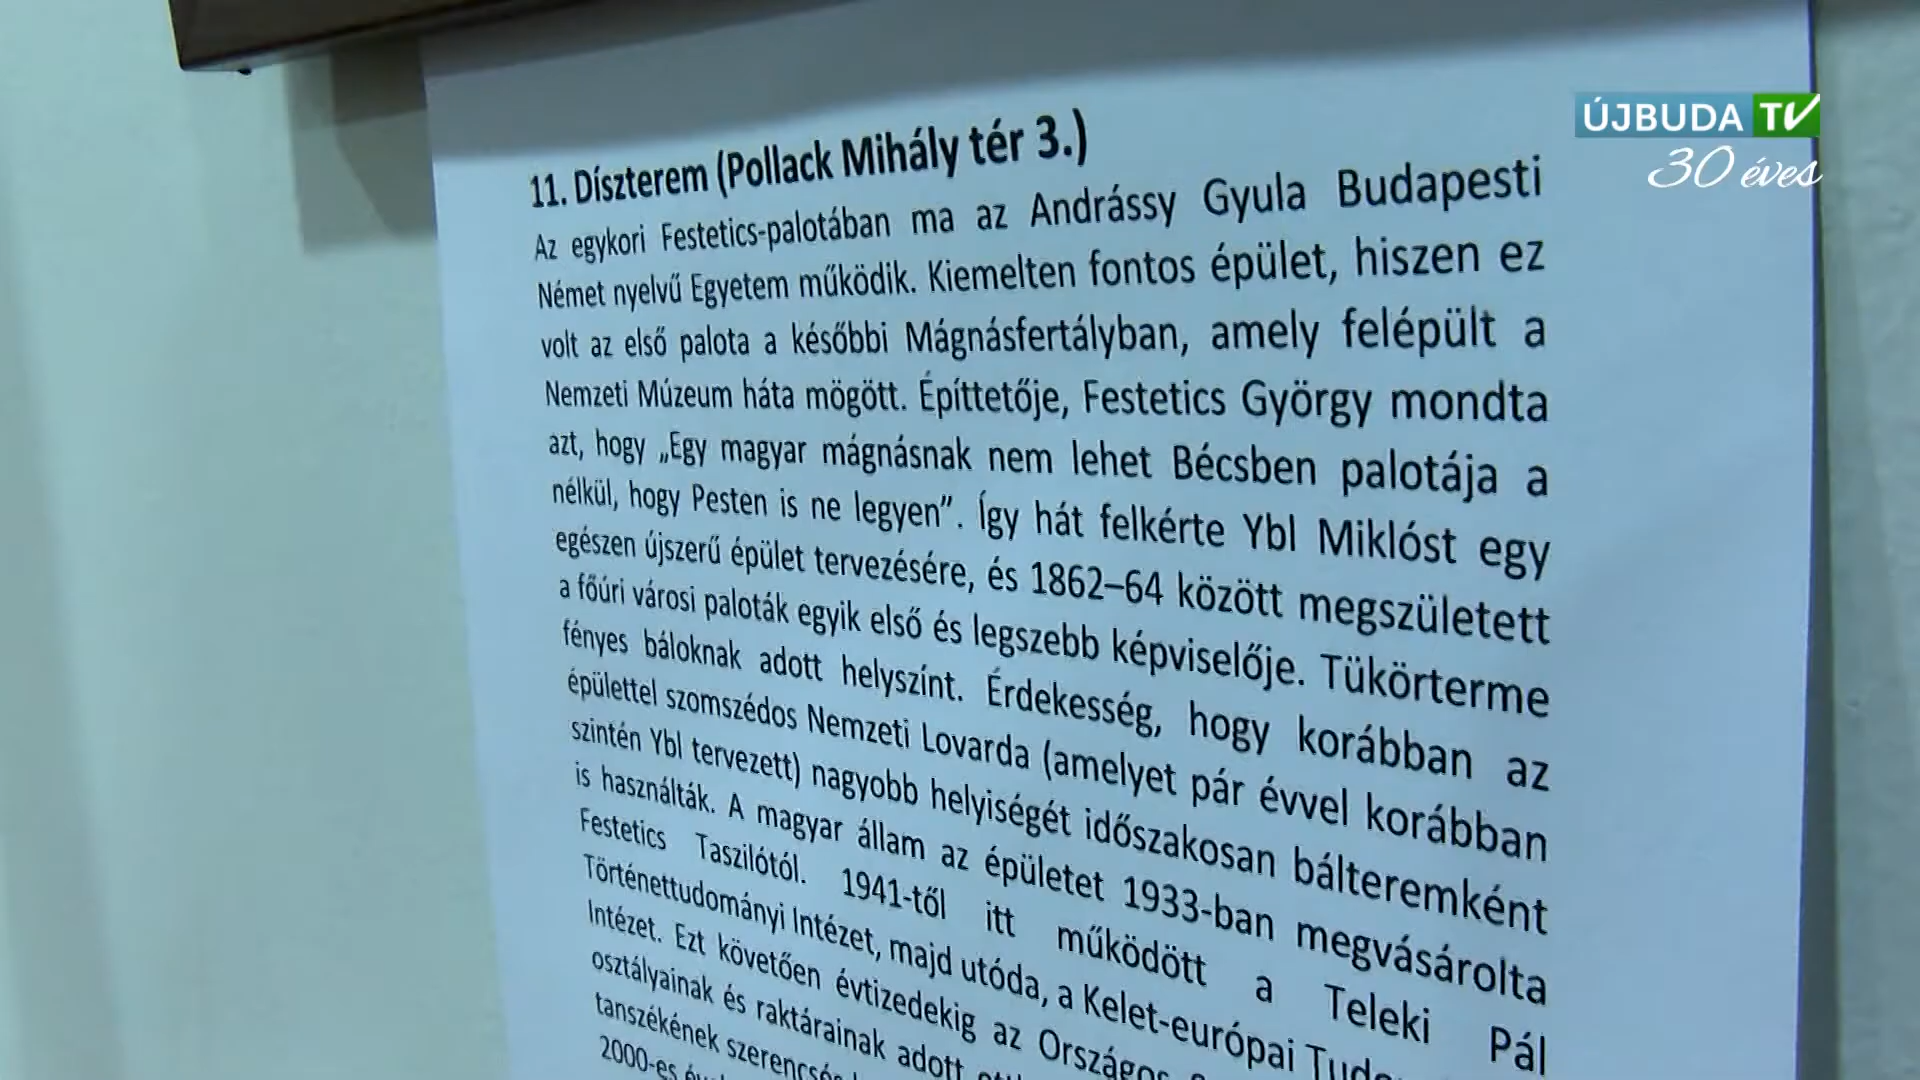 ÚJBUDA TV
30 éves
11. Díszterem (Pollack Mihály tér 3.)
Az egykori Festetics-palotában ma az Andrássy Gyula Budapesti
Német nyelvű Egyetem működik. Kiemelten fontos épület, hiszen ez
volt az első palota a későbbi Mágnásfertályban, amely felépült a
Nemzeti Múzeum háta mögött. Építtetője, Festetics György mondta
azt, hogy „Egy magyar mágnásnak nem lehet Bécsben palotája a
nélkül, hogy Pesten is ne legyen”. Így hát felkérte Ybl Miklóst egy
egészen újszerű épület tervezésére, és 1862–64 között megszületett
a főúri városi paloták egyik első és legszebb képviselője. Tükörterme
fényes báloknak adott helyszínt. Érdekesség, hogy korábban az
épülettel szomszédos Nemzeti Lovarda (amelyet pár évvel korábban
szintén Ybl tervezett) nagyobb helyiségét időszakosan bálteremként
is használták. A magyar állam az épületet 1933-ban megvásárolta
Festetics Taszilótól. 1941-től itt működött a Teleki Pál
Történettudományi Intézet, majd utóda, a Kelet-európai
Intézet. Ezt követően évtizedekig az
osztályainak és raktárainak adott
tanszékének
2000-es